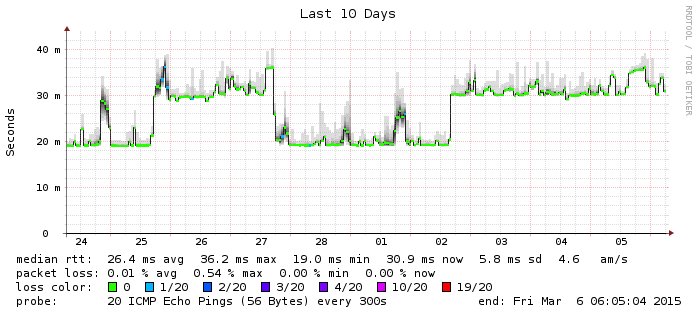 Last 10 Days
RRDTOOL / TOBI OETIKER
Seconds
40 m
30 m
20 m
10 m
0
24 25 26 27 28 01 02 03 04 05
median rtt: 26.4 ms avg 36.2 ms max 19.0 ms min 30.9 ms now 5.8 ms sd 4.6 am/s
packet loss: 0.01 % avg 0.54 % max 0.00 % min 0.00 % now
loss color: 0 1/20 2/20 3/20 4/20 10/20 19/20
probe: 20 ICMP Echo Pings (56 Bytes) every 300s end: Fri Mar 6 06:05:04 2015